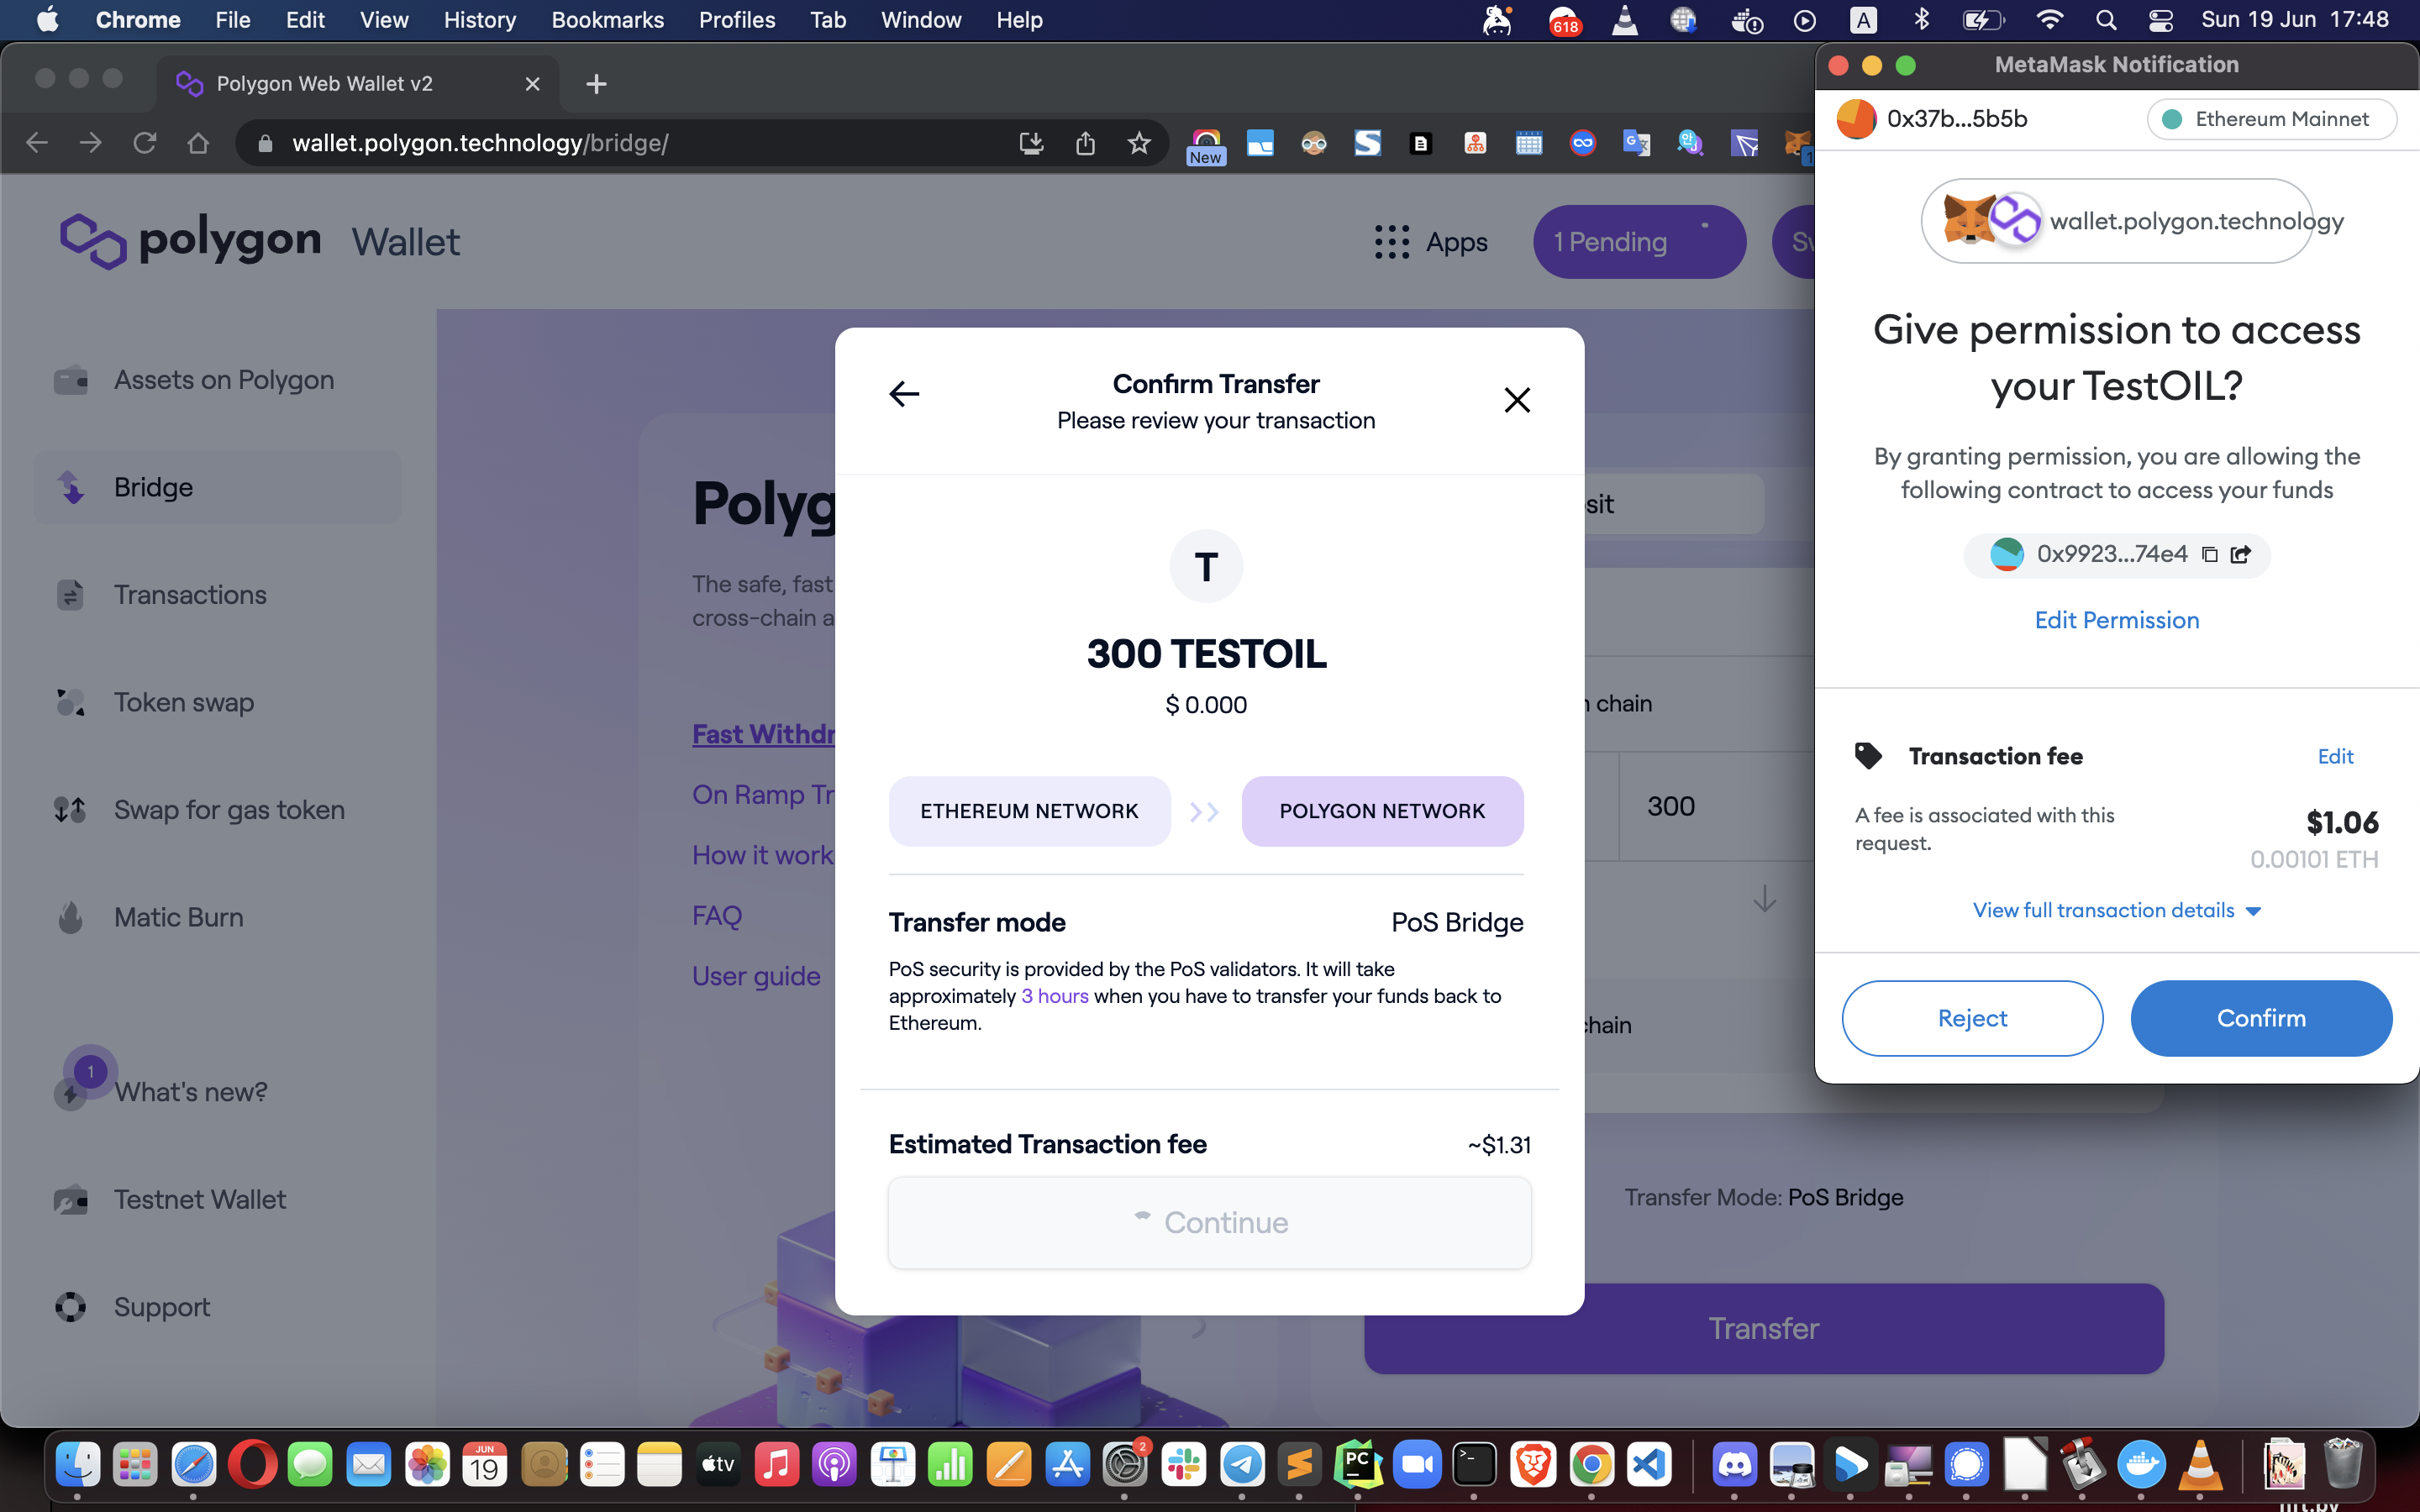 Chrome File Edit View History Bookmarks Profiles Tab Window Help
618
A
Sun 19 Jun 17:48
Polygon Web Wallet v2
wallet.polygon.technology/bridge/
New
polygon Wallet
Apps
1 Pending
Assets on Polygon
Bridge
Transactions
Token swap
Swap for gas token
Matic Burn
1
What's new?
Testnet Wallet
Support
Polyg
The safe, fast
cross-chain a
Fast Withdr
On Ramp Tr
How it work
FAQ
User guide
Confirm Transfer
Please review your transaction
T
300 TESTOIL
$ 0.000
ETHEREUM NETWORK
POLYGON NETWORK
Transfer mode
PoS Bridge
PoS security is provided by the PoS validators. It will take
approximately 3 hours when you have to transfer your funds back to
Ethereum.
Estimated Transaction fee
~$1.31
Continue
sit
chain
300
chain
Transfer Mode: PoS Bridge
Transfer
MetaMask Notification
0x37b...5b5b
Ethereum Mainnet
wallet.polygon.technology
Give permission to access
your TestOIL?
By granting permission, you are allowing the
following contract to access your funds
0x9923...74e4
Edit Permission
Transaction fee
Edit
A fee is associated with this
request.
$1.06
0.00101 ETH
View full transaction details
Reject
Confirm
JUN
19
tv
2
PC